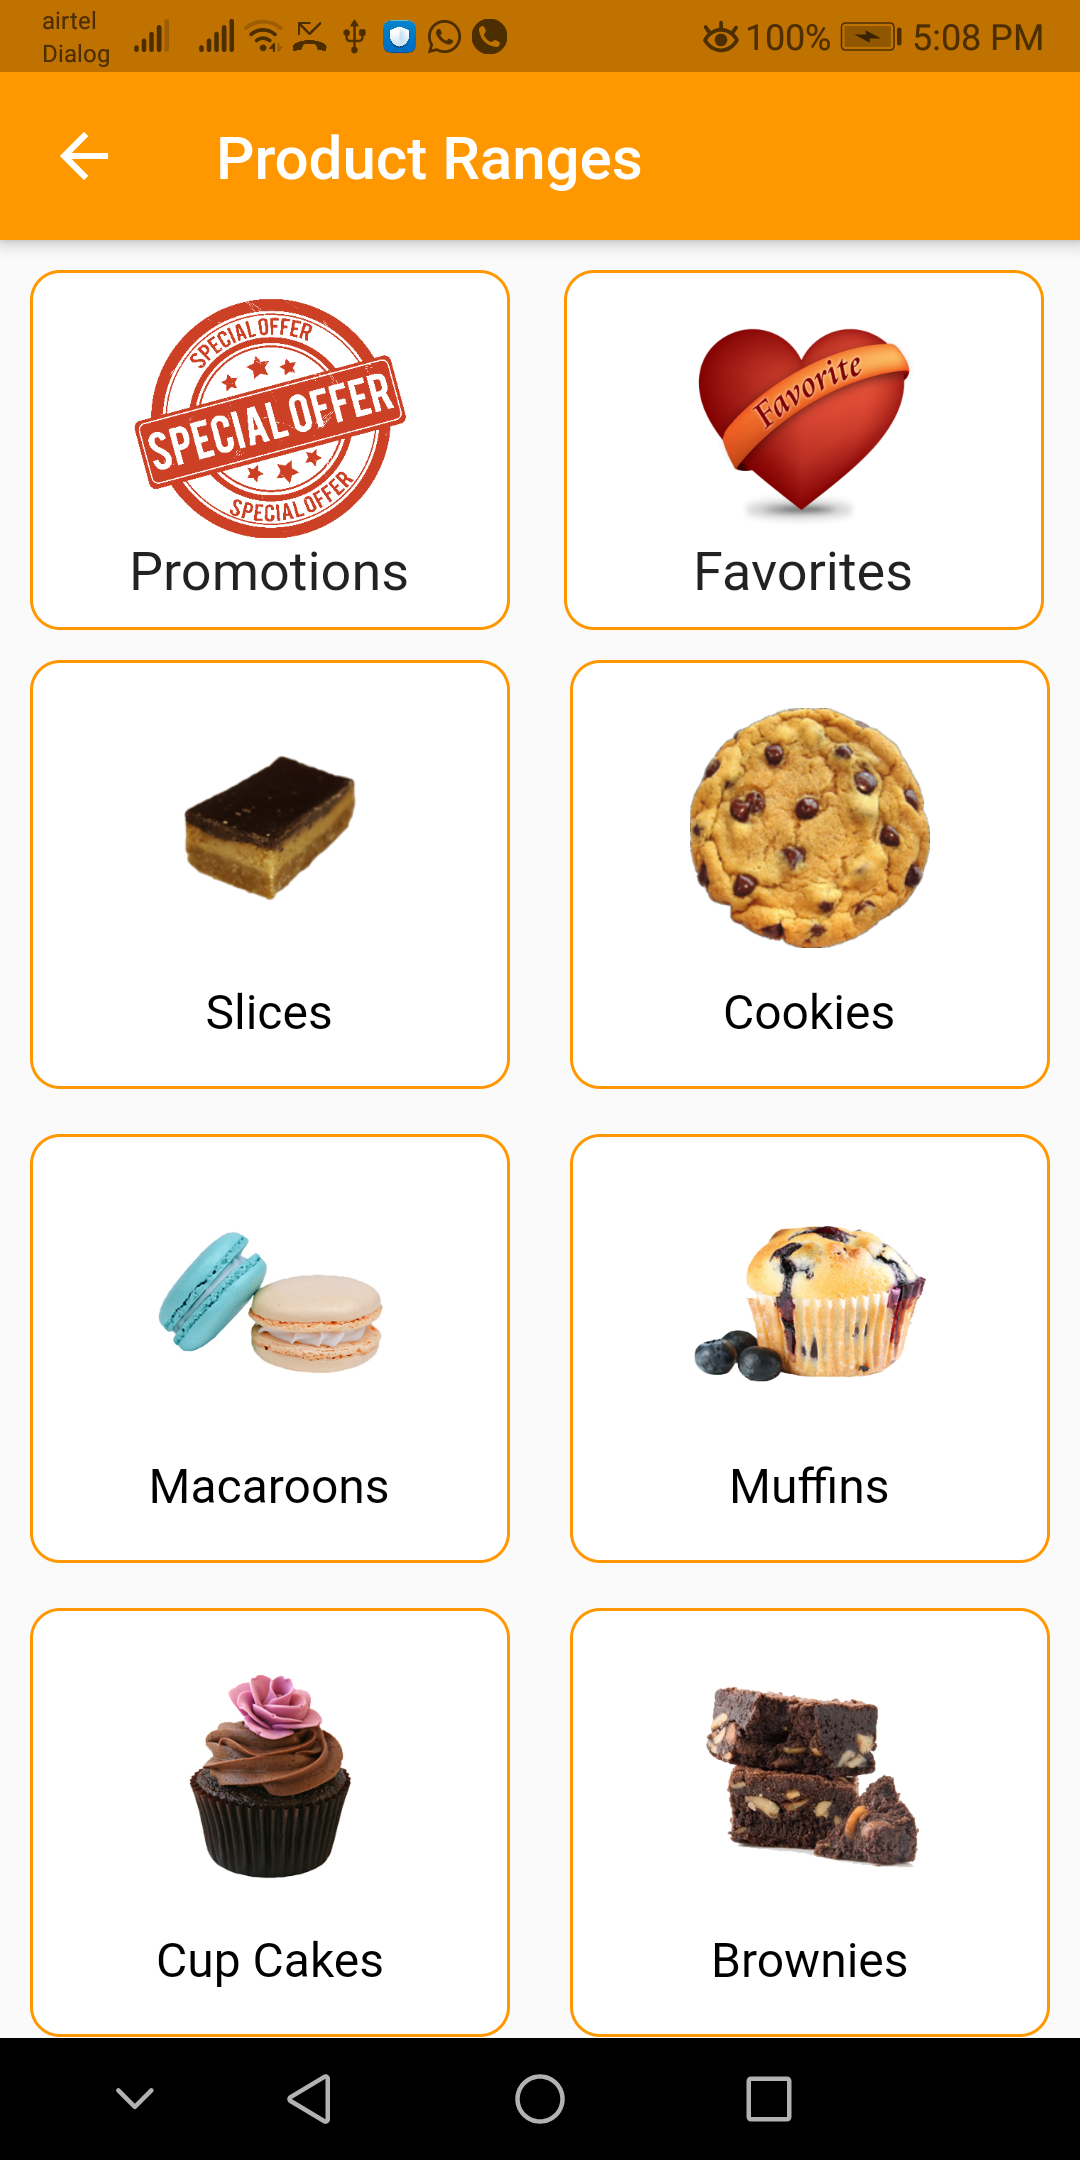 airtel
Dialog
100%
5:08 PM
Product Ranges
SPECIAL OFFER
SPECIAL OFFER
SPECIAL OFFER
Favorite
Promotions
Favorites
Slices
Cookies
Macaroons
Muffins
Cup Cakes
Brownies